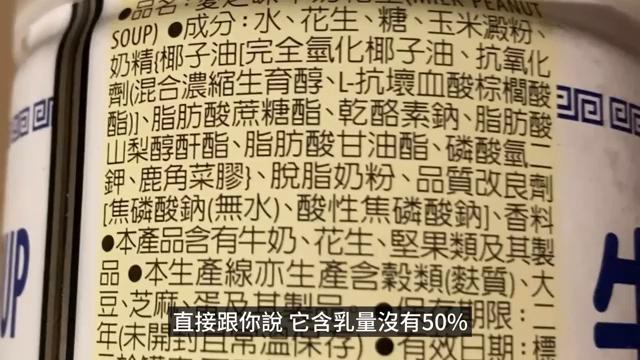 ●品名:愛之味牛奶花生(MILK PEANUT
SOUP) ●成分:水、花生、糖、玉米澱粉、
奶精{椰子油[完全氫化椰子油、抗氧化
劑(混合濃縮生育醇、L-抗壞血酸棕櫚酸
酯)]、脂肪酸蔗糖酯、乾酪素鈉、脂肪酸
山梨醇酐酯、脂肪酸甘油酯、磷酸氫二
鉀、鹿角菜膠}、脫脂奶粉、品質改良劑
[焦磷酸鈉(無水)、酸性焦磷酸鈉]、香料
●本產品含有牛奶、花生、堅果類及其製
品 ●本生產線亦生產含穀類(麩質)、大
豆、芝麻、蛋及其製品。●保存期限:二
年(未開封且常溫保存) ●有效日期:標
UP
生
直接跟你說 它含乳量沒有50%